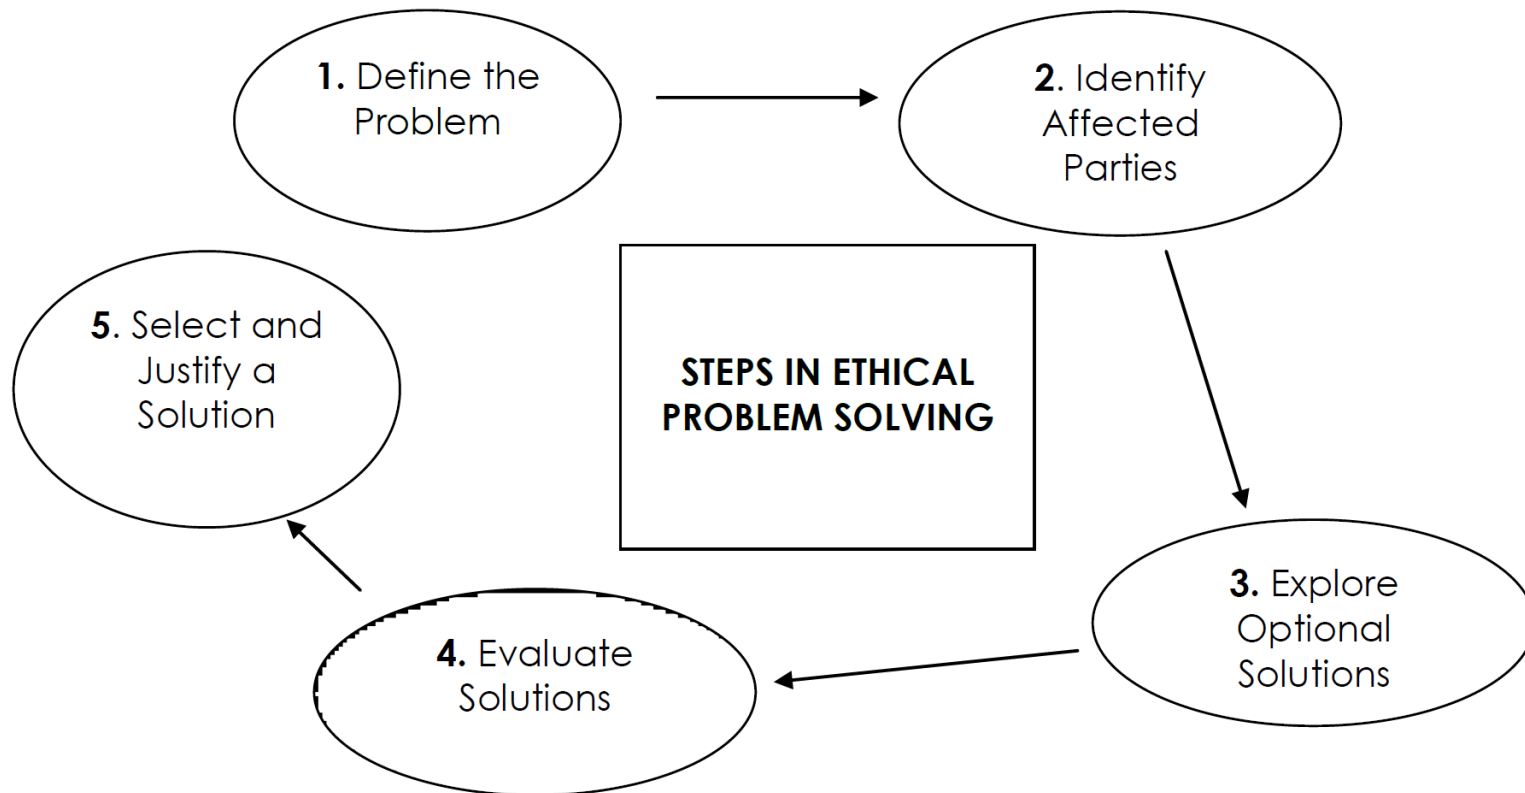 1. Define the
Problem
2. Identify
Affected
Parties
5. Select and
Justify a
Solution
STEPS IN ETHICAL
PROBLEM SOLVING
3. Explore
Optional
Solutions
4. Evaluate
Solutions